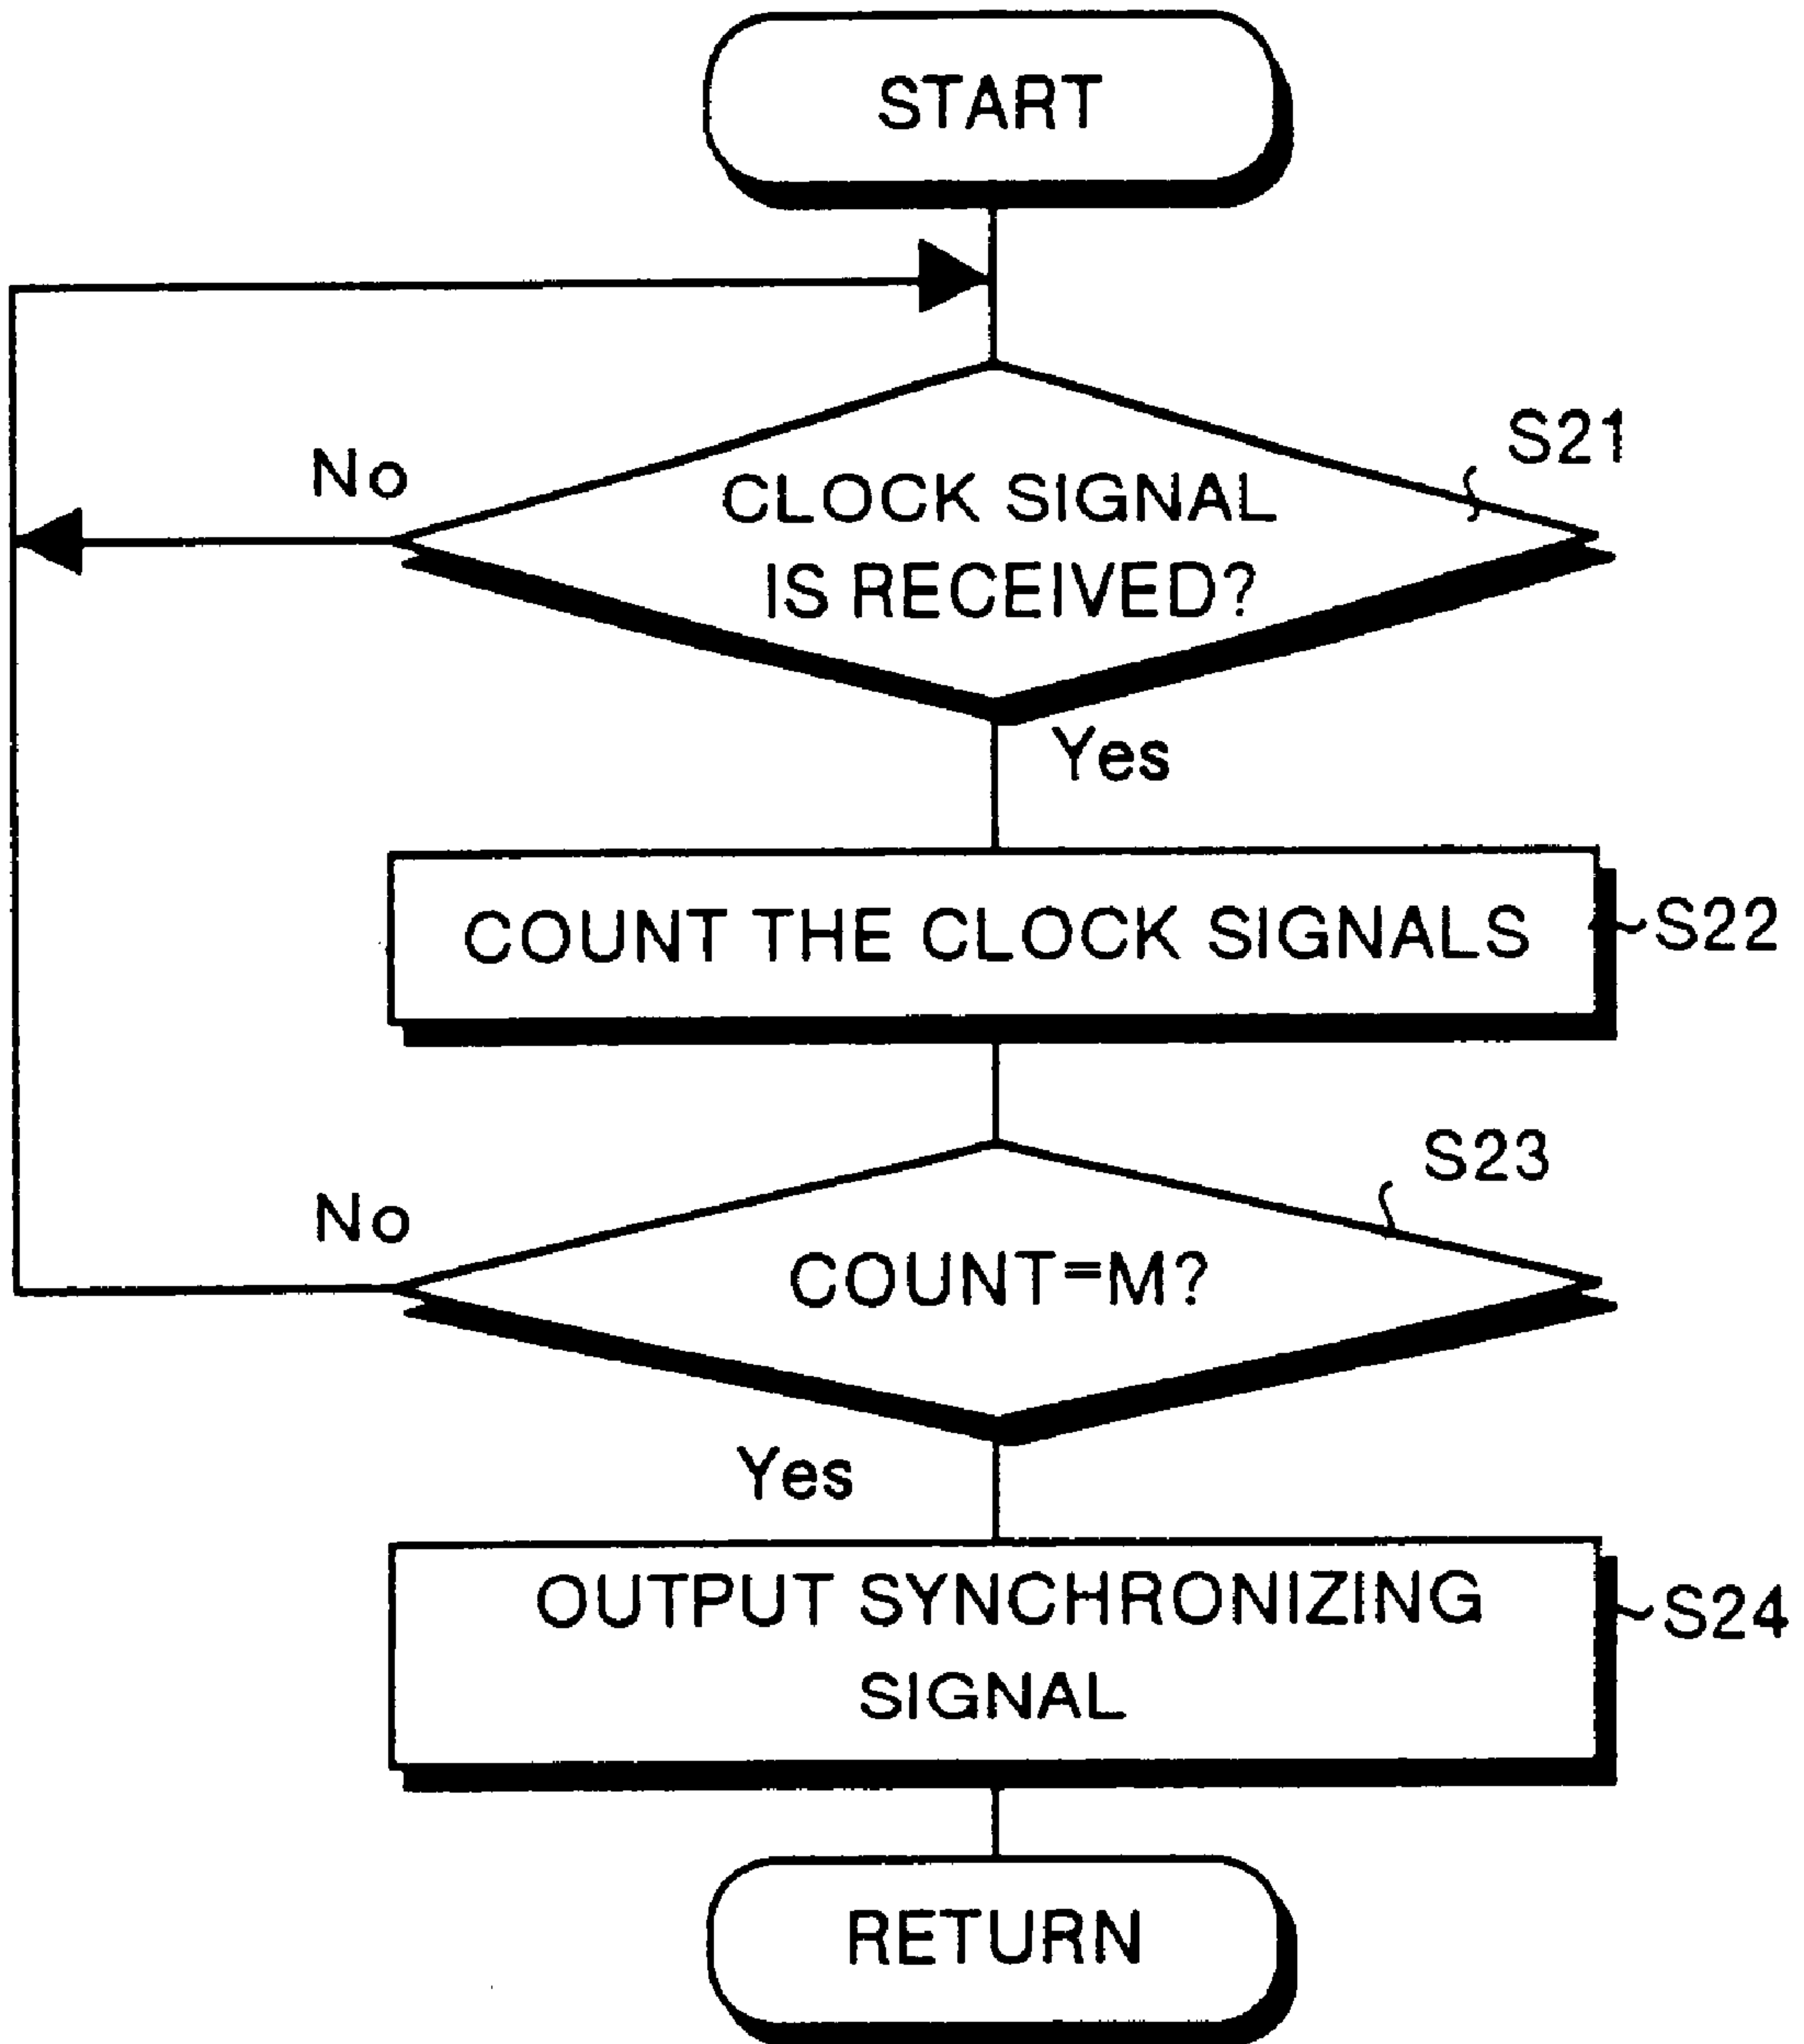 START
No
S21
CLOCK SIGNAL
IS RECEIVED?
Yes
COUNT THE CLOCK SIGNALS
S22
S23
No
COUNT=M?
Yes
OUTPUT SYNCHRONIZING
SIGNAL
S24
RETURN